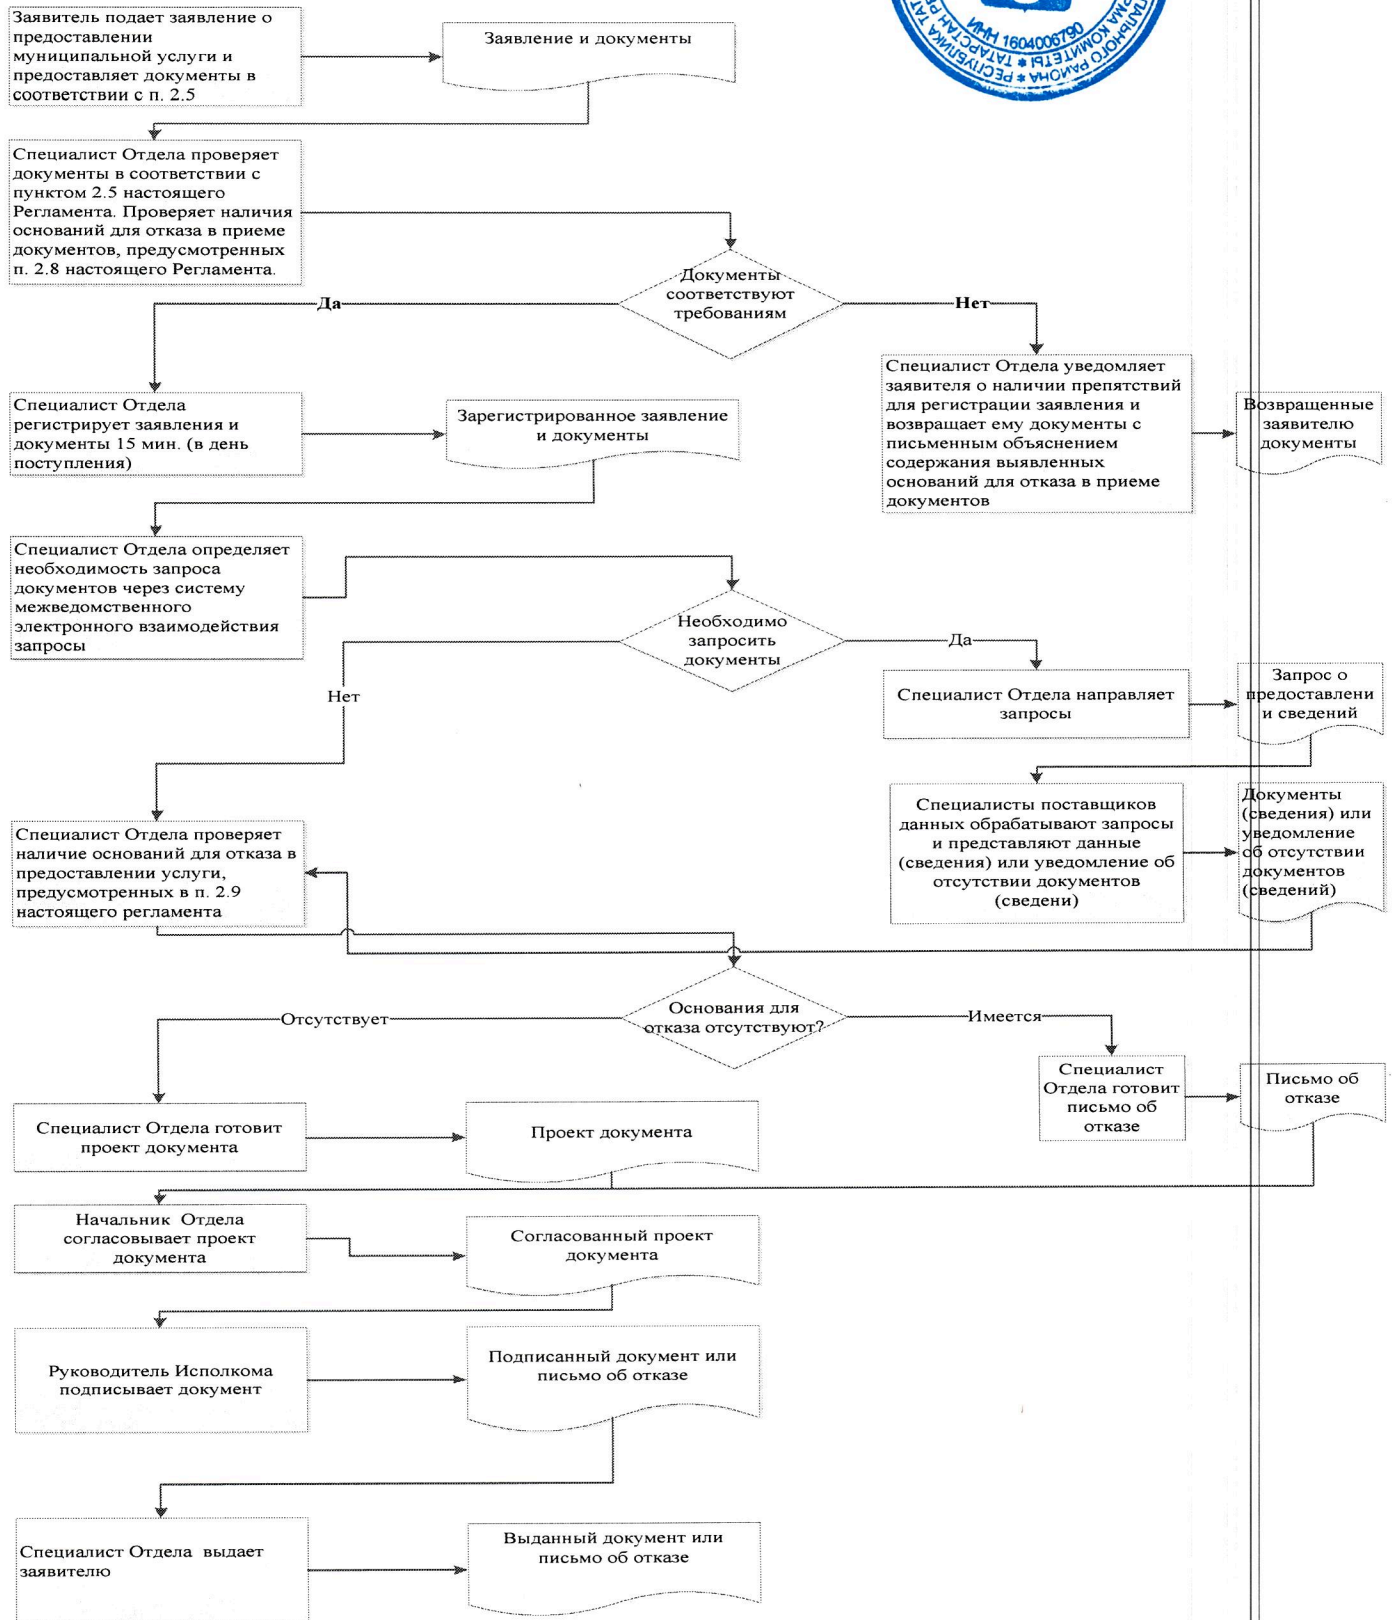 Заявитель подает заявление о
предоставлении
муниципальной услуги и
предоставляет документы в
соответствии с п. 2.5
Заявление и документы
ИНН 1604006790
РЕСПУБЛИКА ТАТ
Специалист Отдела проверяет
документы в соответствии с
пунктом 2.5 настоящего
Регламента. Проверяет наличия
оснований для отказа в приеме
документов, предусмотренных
п. 2.8 настоящего Регламента.
Документы
соответствуют
требованиям
Да
Нет
Специалист Отдела
регистрирует заявления и
документы 15 мин. (в день
поступления)
Зарегистрированное заявление
и документы
Специалист Отдела уведомляет
заявителя о наличии препятствий
для регистрации заявления и
возвращает ему документы с
письменным объяснением
содержания выявленных
оснований для отказа в приеме
документов
Возвращенные
заявителю
документы
Специалист Отдела определяет
необходимость запроса
документов через систему
межведомственного
электронного взаимодействия
запросы
Необходимо
запросить
документы
Да
Нет
Специалист Отдела направляет
запросы
Запрос о
предоставлени
и сведений
Специалист Отдела проверяет
наличие оснований для отказа в
предоставлении услуги,
предусмотренных в п. 2.9
настоящего регламента
Специалисты поставщиков
данных обрабатывают запросы
и представляют данные
(сведения) или уведомление об
отсутствии документов
(сведени)
Документы
(сведения) или
уведомление
об отсутствии
документов
(сведений)
Основания для
отказа отсутствуют?
Отсутствует
Имеется
Специалист
Отдела готовит
письмо об
отказе
Письмо об
отказе
Специалист Отдела готовит
проект документа
Проект документа
Начальник Отдела
согласовывает проект
документа
Согласованный проект
документа
Руководитель Исполкома
подписывает документ
Подписанный документ или
письмо об отказе
Специалист Отдела выдает
заявителю
Выданный документ или
письмо об отказе